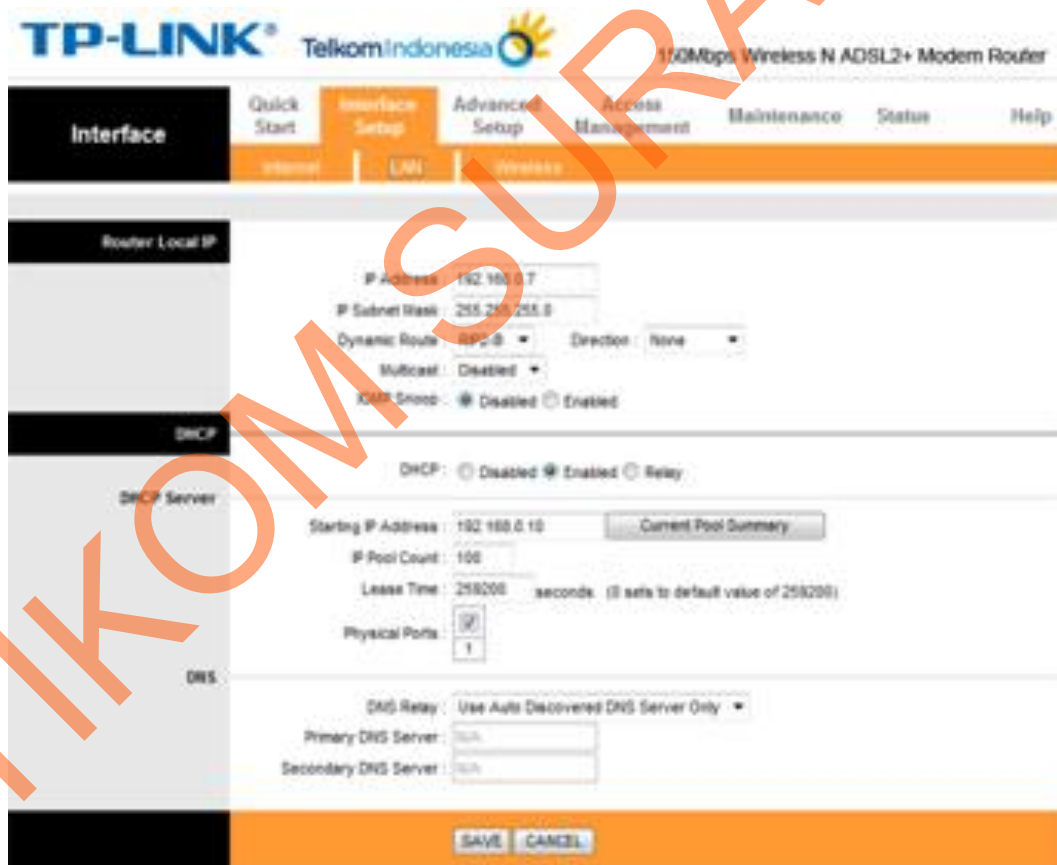 TP-LINK® TelkomIndonesia 150Mbps Wireless N ADSL2+ Modem Router
Interface
Quick Start Interface Setup Advanced Setup Access Management Maintenance Status Help
Internet LAN Wireless
Router Local IP
IP Address : 192.168.0.7
IP Subnet Mask : 255.255.255.0
Dynamic Route : RIP2-B Direction : None
Multicast : Disabled
IGMP Snoop : Disabled Enabled
DHCP
DHCP : Disabled Enabled Relay
DHCP Server
Starting IP Address : 192.168.0.10 Current Pool Summary
IP Pool Count : 100
Lease Time : 259200 seconds (0 sets to default value of 259200)
Physical Ports :
1
DNS
DNS Relay : Use Auto Discovered DNS Server Only
Primary DNS Server : N/A
Secondary DNS Server : N/A
SAVE CANCEL
TIKOM SURA